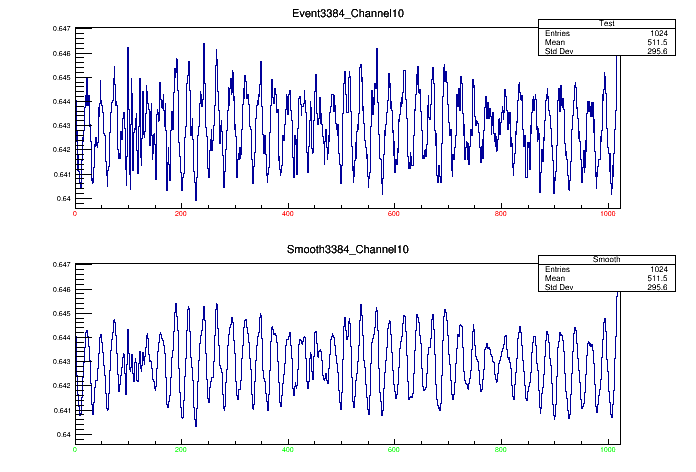 Event3384_Channel10
Test
Entries 1024
Mean 511.5
Std Dev 295.6
0.647
0.646
0.645
0.644
0.643
0.642
0.641
0.64
0 200 400 600 800 1000
Smooth3384_Channel10
Smooth
Entries 1024
Mean 511.5
Std Dev 295.6
0.647
0.646
0.645
0.644
0.643
0.642
0.641
0.64
0 200 400 600 800 1000